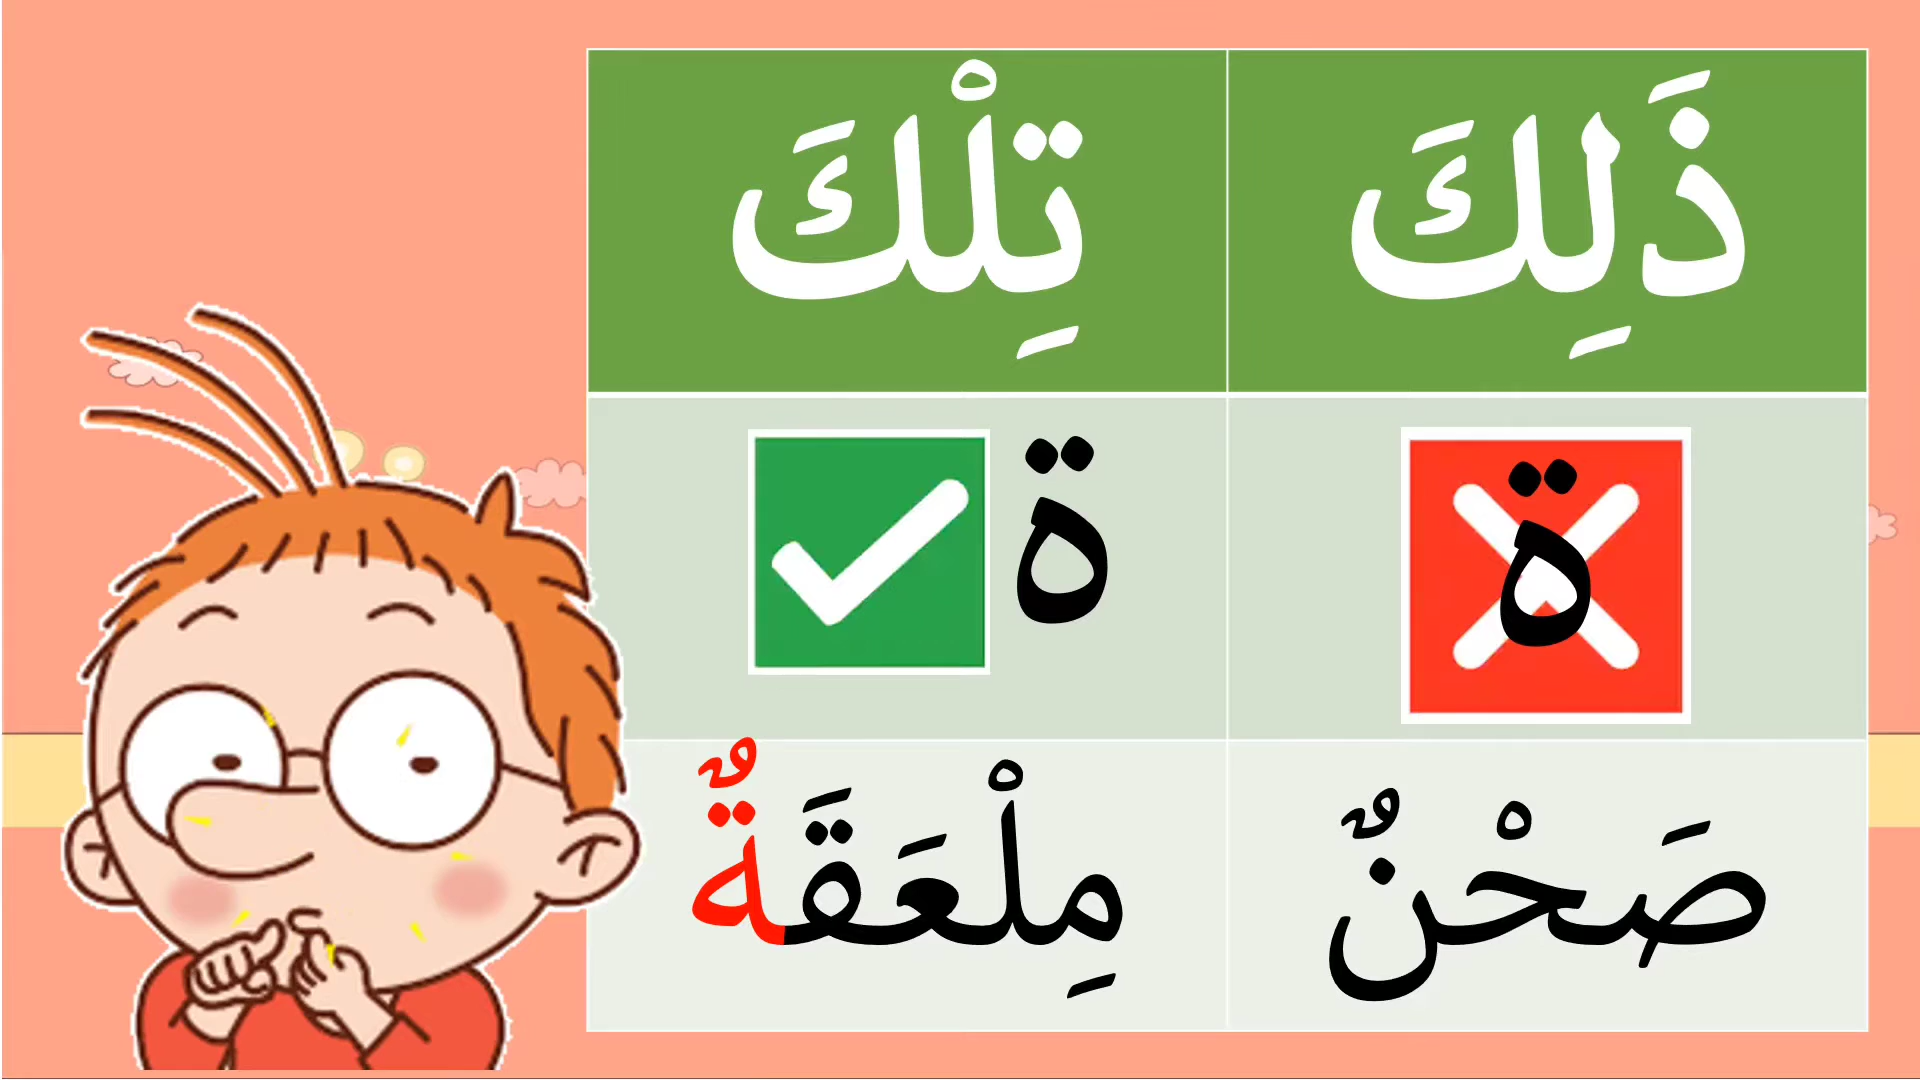 ذَلِكَ تِلْكَ
ة ة
صَحْنٌ مِلْعَقَةٌ